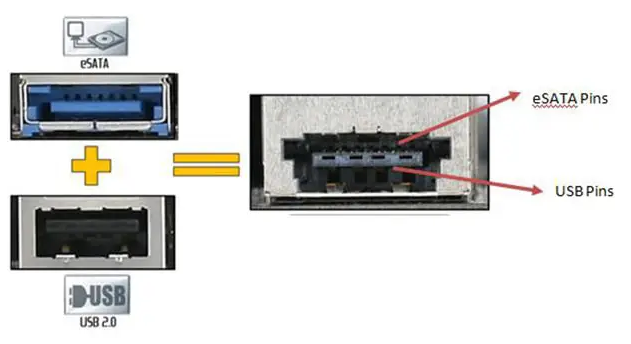 eSATA
eSATA Pins
USB Pins
USB
USB 2.0